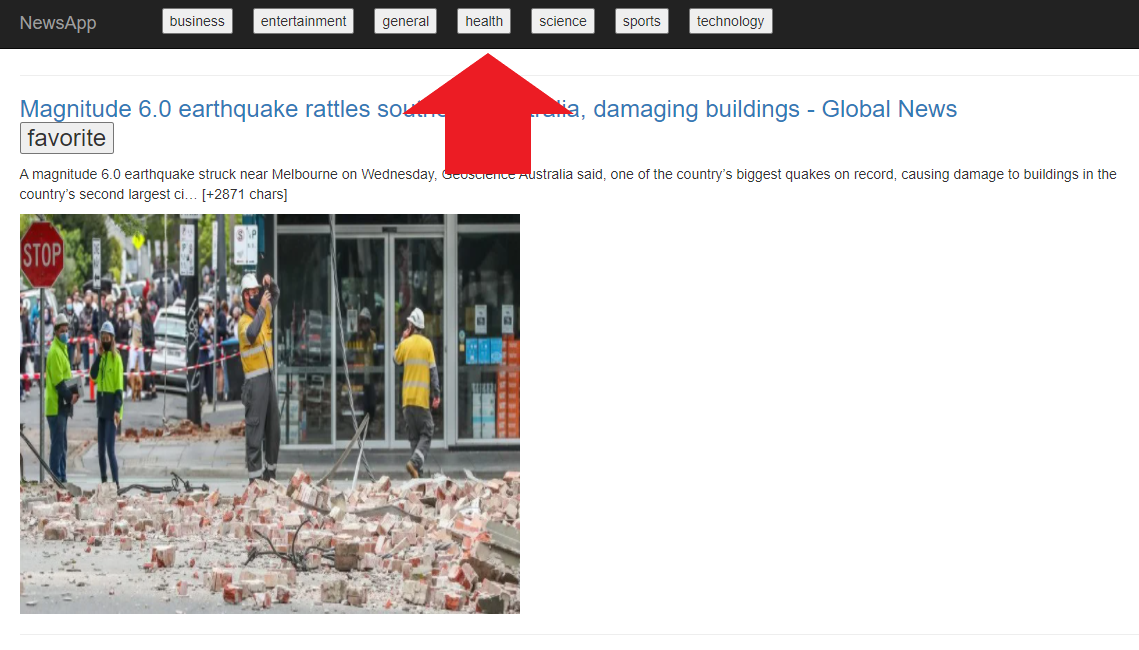 NewsApp business entertainment general health science sports technology
Magnitude 6.0 earthquake rattles alia, damaging buildings - Global News
favorite
A magnitude 6.0 earthquake struck near Melbourne on Wednesday, Geoscience Australia said, one of the country’s biggest quakes on record, causing damage to buildings in the
country’s second largest ci… [+2871 chars]
STOP